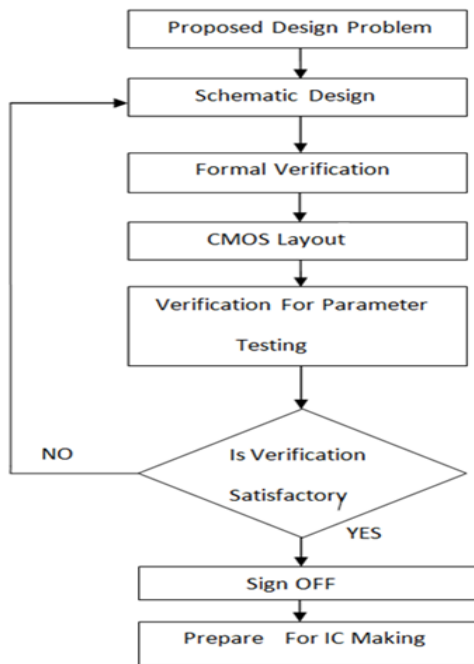 Proposed Design Problem
Schematic Design
Formal Verification
CMOS Layout
Verification For Parameter
Testing
NO
Is Verification
Satisfactory
YES
Sign OFF
Prepare For IC Making